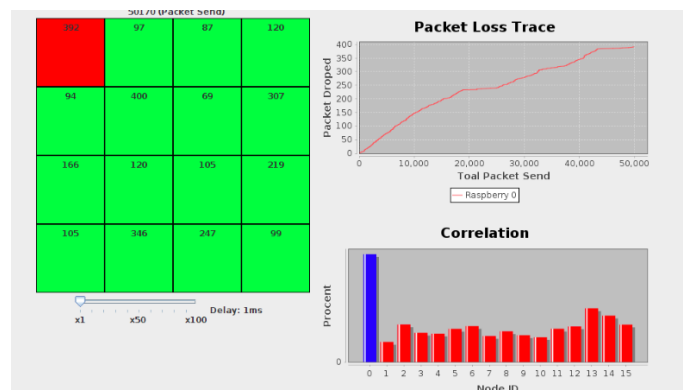 50170 (Packet Send)
392 97 87 120
94 400 69 307
166 120 105 219
105 346 247 99
x1 x50 x100 Delay: 1ms
Packet Loss Trace
Packet Droped
400
350
300
250
200
150
100
50
0
0 10,000 20,000 30,000 40,000 50,000
Toal Packet Send
Raspberry 0
Correlation
Procent
0
0 1 2 3 4 5 6 7 8 9 10 11 12 13 14 15
Node ID